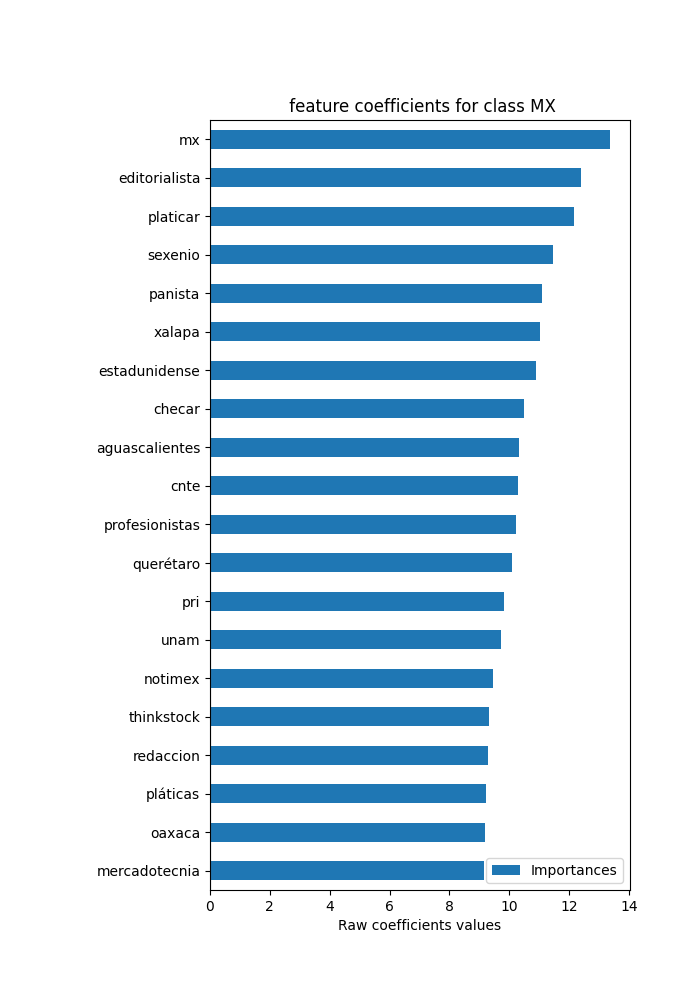 feature coefficients for class MX
mx
editorialista
platicar
sexenio
panista
xalapa
estadunidense
checar
aguascalientes
cnte
profesionistas
querétaro
pri
unam
notimex
thinkstock
redaccion
pláticas
oaxaca
mercadotecnia
Importances
0 2 4 6 8 10 12 14
Raw coefficients values